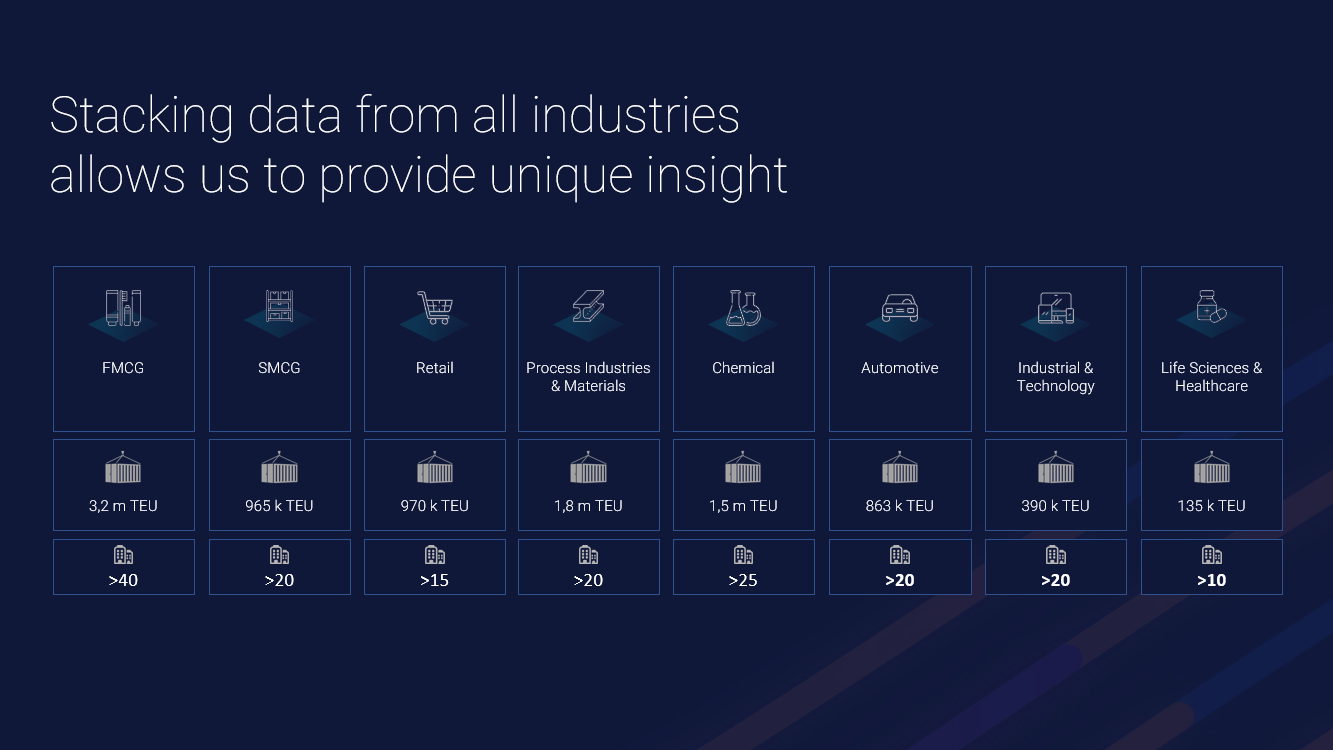 Stacking data from all industries
allows us to provide unique insight
FMCG
SMCG
Retail
Process Industries
& Materials
Chemical
Automotive
Industrial &
Technology
Life Sciences &
Healthcare
3,2 m TEU
965 k TEU
970 k TEU
1,8 m TEU
1,5 m TEU
863 k TEU
390 k TEU
135 k TEU
>40
>20
>15
>20
>25
>20
>20
>10